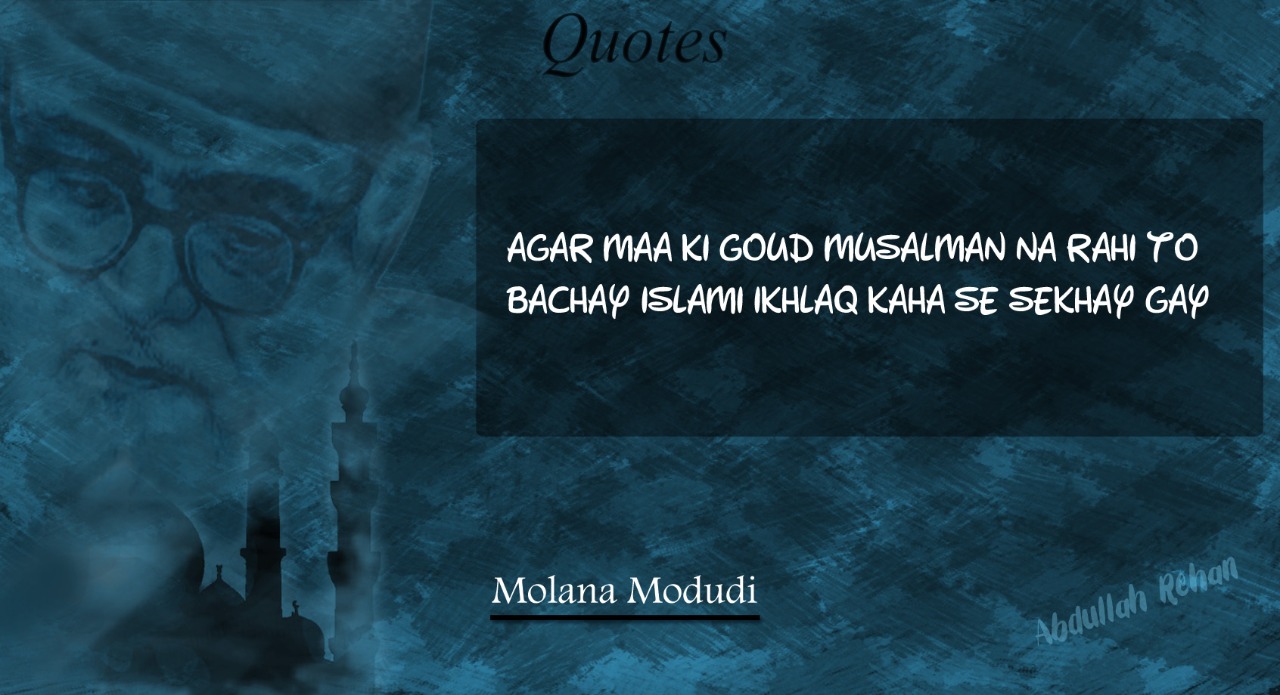 Quotes
AGAR MAA KI GOUD MUSALMAN NA RAHI TO
BACHAY ISLAMI IKHLAQ KAHA SE SEKHAY GAY
Molana Modudi
Abdullah Rehan